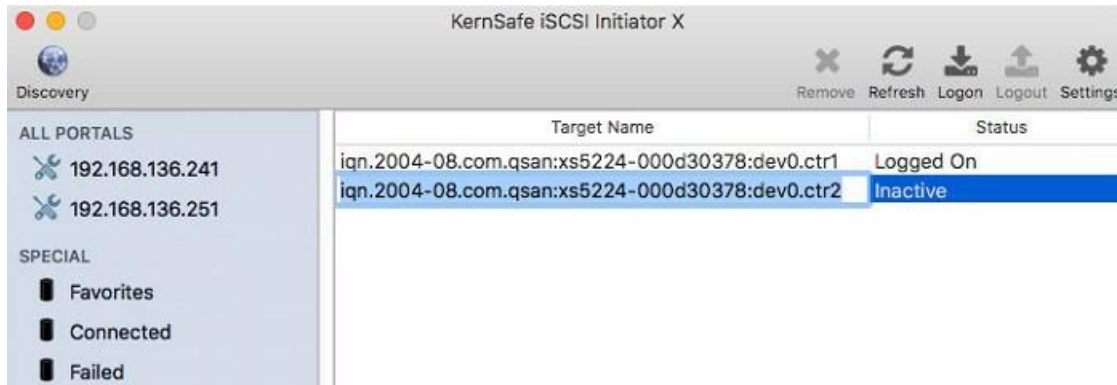 KernSafe iSCSI Initiator X
Discovery
Remove Refresh Logon Logout Settings
ALL PORTALS
192.168.136.241
192.168.136.251
SPECIAL
Favorites
Connected
Failed
Target Name Status
iqn.2004-08.com.qsan:xs5224-000d30378:dev0.ctr1 Logged On
iqn.2004-08.com.qsan:xs5224-000d30378:dev0.ctr2 Inactive